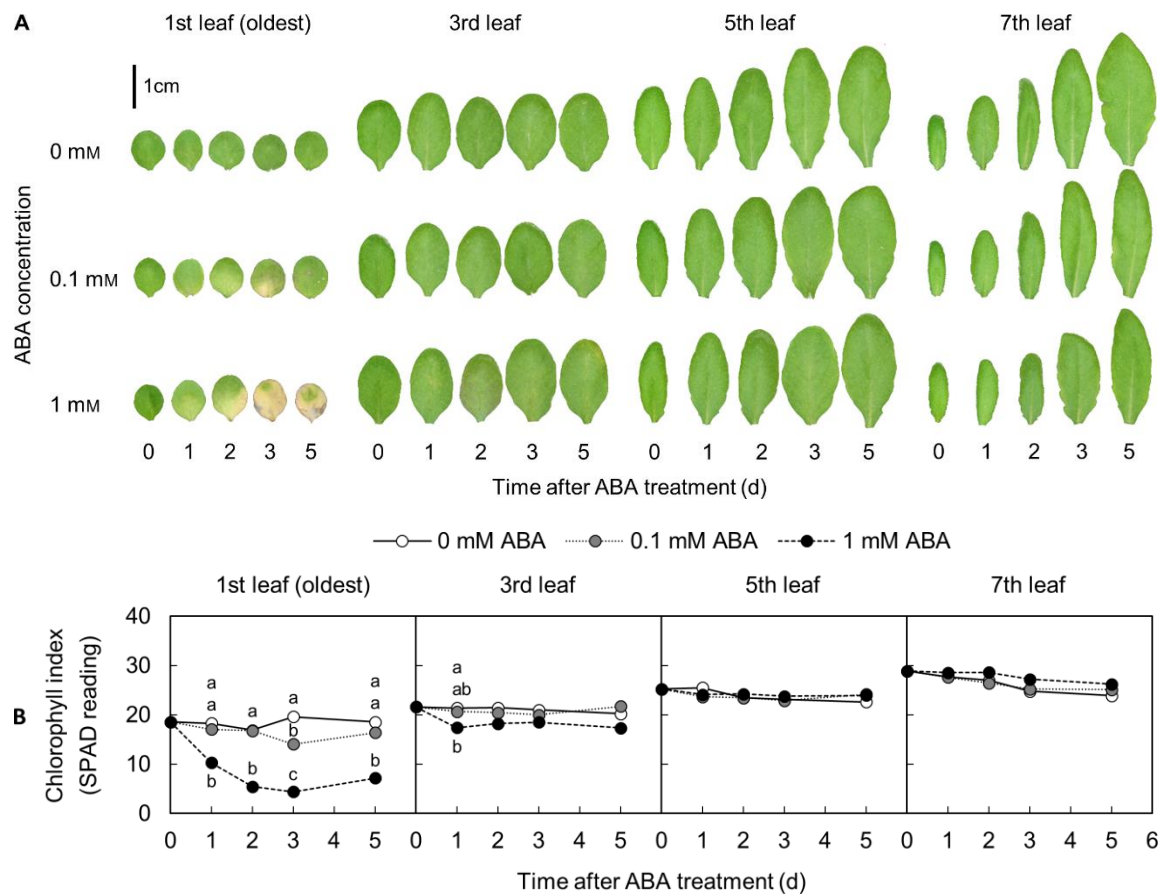 A
1st leaf (oldest) 3rd leaf 5th leaf 7th leaf
1cm
0 mM
ABA concentration
0.1 mM
1 mM
0 1 2 3 5 0 1 2 3 5 0 1 2 3 5 0 1 2 3 5
Time after ABA treatment (d)
0 mM ABA 0.1 mM ABA 1 mM ABA
1st leaf (oldest) 3rd leaf 5th leaf 7th leaf
B
Chlorophyll index
(SPAD reading)
40
30
20
10
0
a a a a
a b a
b b c b
a
ab
b
0 1 2 3 4 5 0 1 2 3 4 5 0 1 2 3 4 5 0 1 2 3 4 5 6
Time after ABA treatment (d)